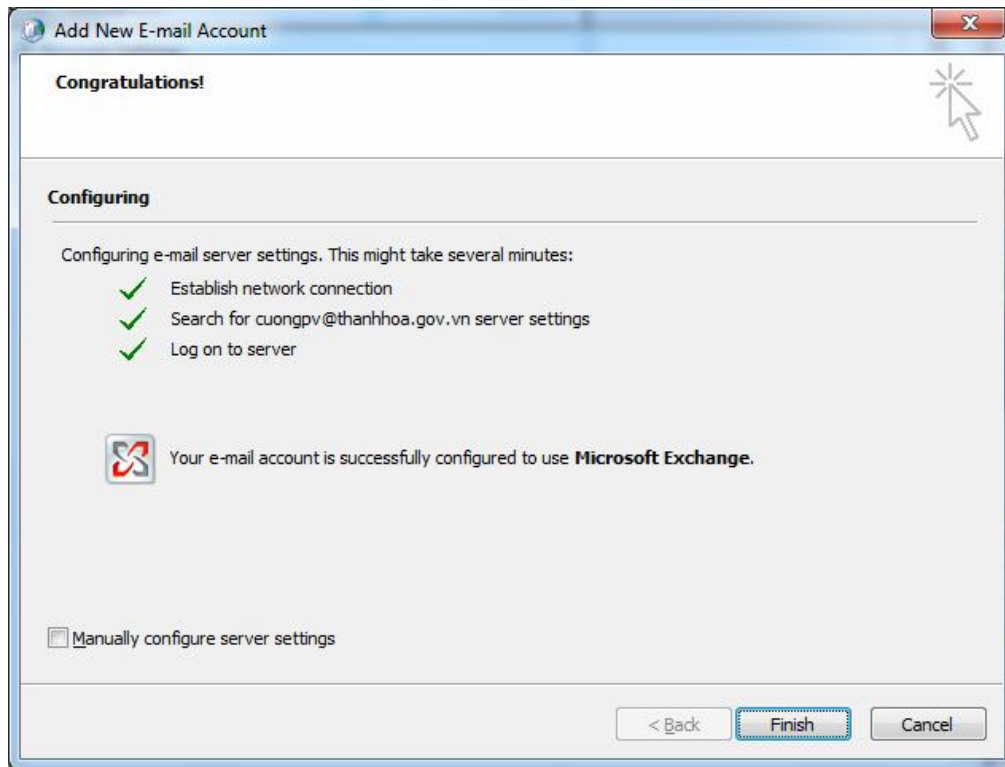 Add New E-mail Account
Congratulations!
Configuring
Configuring e-mail server settings. This might take several minutes:
Establish network connection
Search for cuongpv@thanhhoa.gov.vn server settings
Log on to server
Your e-mail account is successfully configured to use Microsoft Exchange.
Manually configure server settings
< Back Finish Cancel